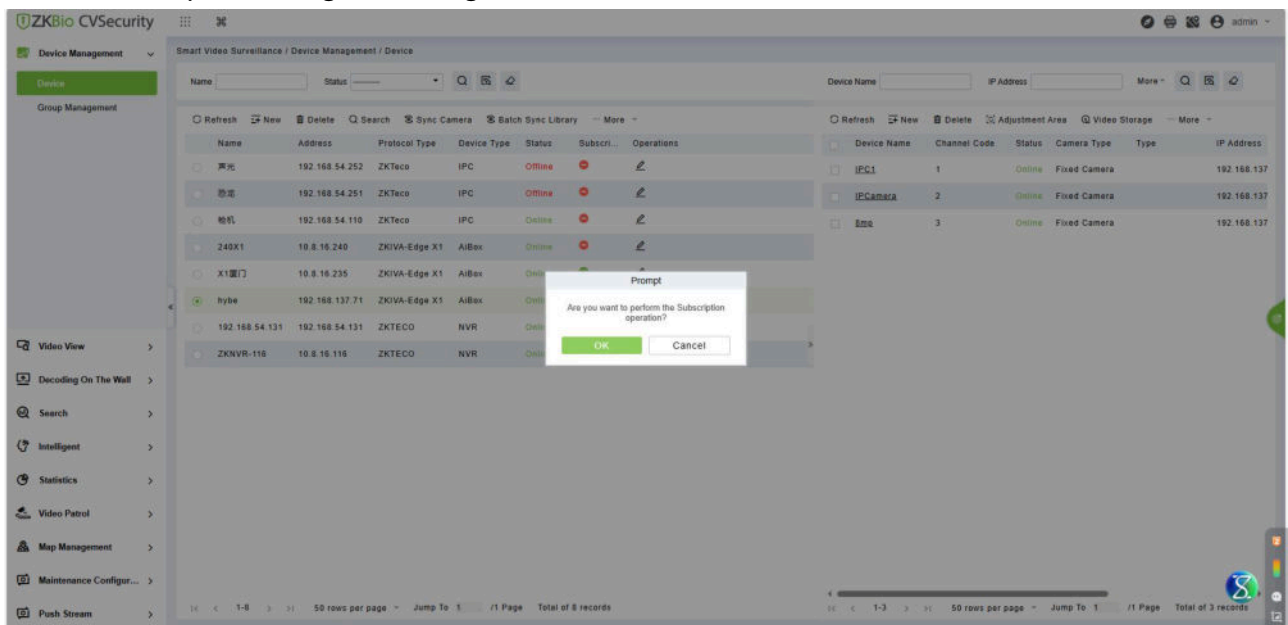 ZKBio CVSecurity
admin
Device Management
Device
Group Management
Video View
Decoding On The Wall
Search
Intelligent
Statistics
Video Patrol
Map Management
Maintenance Configur...
Push Stream
Smart Video Surveillance / Device Management / Device
Name Status ---------
Refresh New Delete Search Sync Camera Batch Sync Library More
Name Address Protocol Type Device Type Status Subscri... Operations
声光 192.168.54.252 ZKTeco IPC Offline
恐龙 192.168.54.251 ZKTeco IPC Offline
枪机 192.168.54.110 ZKTeco IPC Online
240X1 10.8.16.240 ZKIVA-Edge X1 AiBox Online
X1厦门 10.8.16.235 ZKIVA-Edge X1 AiBox
hybe 192.168.137.71 ZKIVA-Edge X1 AiBox
192.168.54.131 192.168.54.131 ZKTECO NVR
ZKNVR-116 10.8.16.116 ZKTECO NVR
1-8 50 rows per page Jump To 1 /1 Page Total of 8 records
Prompt
Are you want to perform the Subscription
operation?
OK Cancel
Device Name IP Address More
Refresh New Delete Adjustment Area Video Storage More
Device Name Channel Code Status Camera Type Type IP Address
IPC1 1 Online Fixed Camera 192.168.137
IPCamera 2 Online Fixed Camera 192.168.137
3 Online Fixed Camera 192.168.137
1-3 50 rows per page Jump To 1 /1 Page Total of 3 records